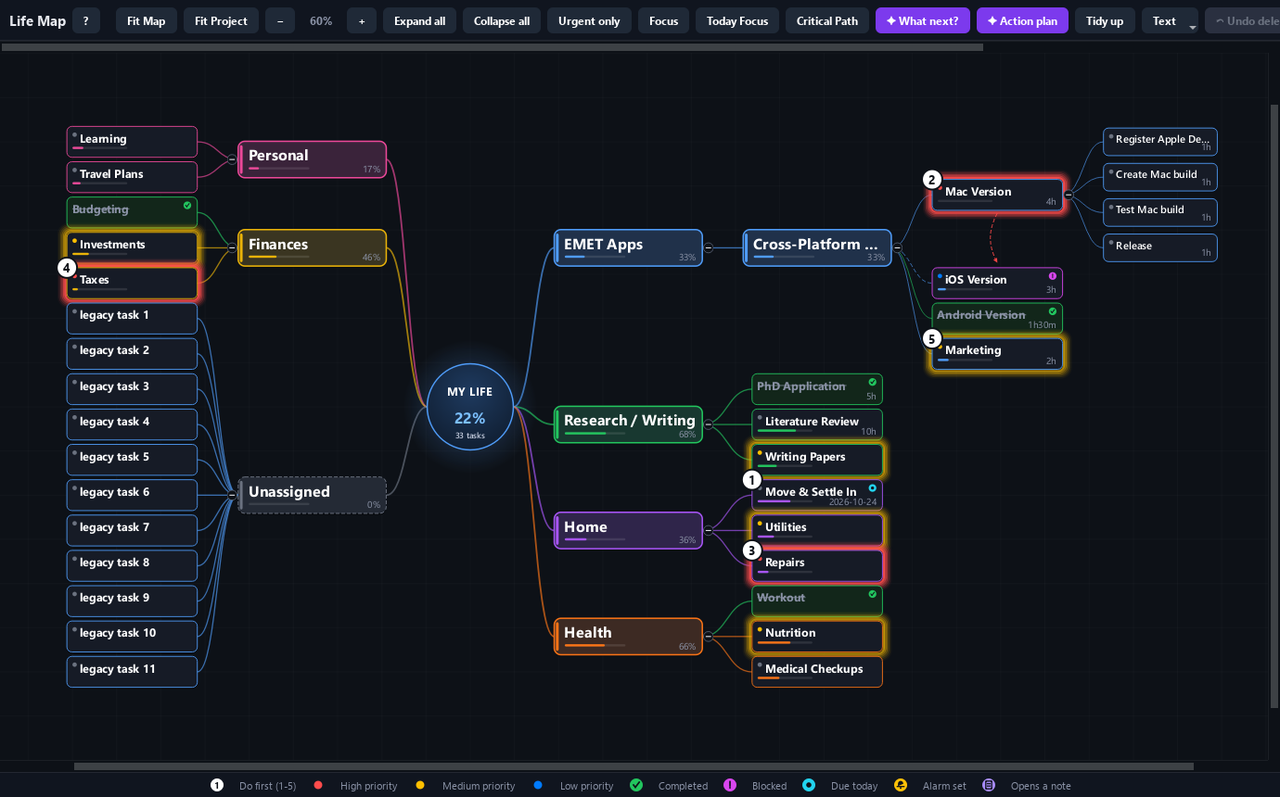 Life Map
?
Fit Map
Fit Project
−
60%
+
Expand all
Collapse all
Urgent only
Focus
Today Focus
Critical Path
✦ What next?
✦ Action plan
Tidy up
Text
Undo dele
Learning
Travel Plans
Budgeting
Investments
4
Taxes
legacy task 1
legacy task 2
legacy task 3
legacy task 4
legacy task 5
legacy task 6
legacy task 7
legacy task 8
legacy task 9
legacy task 10
legacy task 11
Personal
17%
Finances
46%
Unassigned
0%
MY LIFE
22%
33 tasks
EMET Apps
33%
Cross-Platform ...
33%
2
Mac Version
4h
Register Apple De...
1h
Create Mac build
1h
Test Mac build
1h
Release
1h
iOS Version
3h
Android Version
1h30m
5
Marketing
2h
Research / Writing
68%
PhD Application
5h
Literature Review
10h
Writing Papers
Home
36%
1
Move & Settle In
2026-10-24
Utilities
3
Repairs
Health
66%
Workout
Nutrition
Medical Checkups
1
Do first (1-5)
High priority
Medium priority
Low priority
Completed
Blocked
Due today
Alarm set
Opens a note